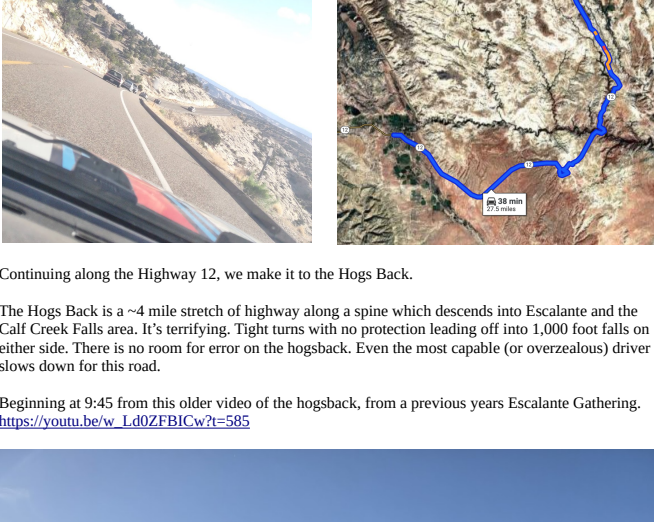 12
12
12
12
38 min
27.5 miles
Continuing along the Highway 12, we make it to the Hogs Back.
The Hogs Back is a ~4 mile stretch of highway along a spine which descends into Escalante and the
Calf Creek Falls area. It’s terrifying. Tight turns with no protection leading off into 1,000 foot falls on
either side. There is no room for error on the hogsback. Even the most capable (or overzealous) driver
slows down for this road.
Beginning at 9:45 from this older video of the hogsback, from a previous years Escalante Gathering.
https://youtu.be/w_Ld0ZFBICw?t=585